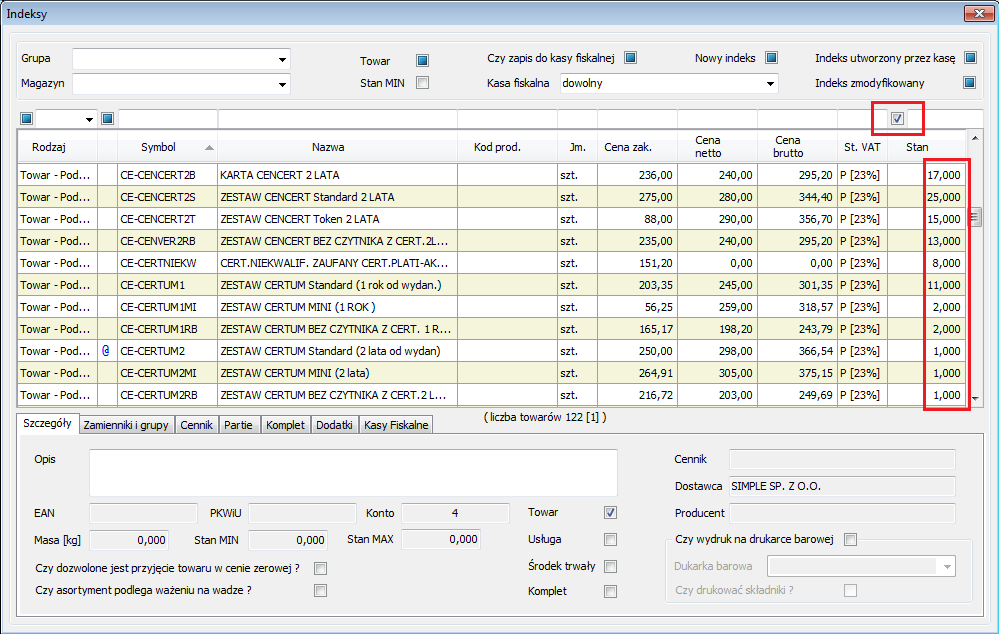 Indeksy
Grupa Towar Czy zapis do kasy fiskalnej Nowy indeks Indeks utworzony przez kasę
Magazyn Stan MIN Kasa fiskalna dowolny Indeks zmodyfikowany
Rodzaj Symbol Nazwa Kod prod. Jm. Cena zak. Cena netto Cena brutto St. VAT Stan
Towar - Pod... CE-CENCERT2B KARTA CENCERT 2 LATA szt. 236,00 240,00 295,20 P [23%] 17,000
Towar - Pod... CE-CENCERT2S ZESTAW CENCERT Standard 2 LATA szt. 275,00 280,00 344,40 P [23%] 25,000
Towar - Pod... CE-CENCERT2T ZESTAW CENCERT Token 2 LATA szt. 88,00 290,00 356,70 P [23%] 15,000
Towar - Pod... CE-CENVER2RB ZESTAW CENCERT BEZ CZYTNIKA Z CERT.2L... szt. 235,00 240,00 295,20 P [23%] 13,000
Towar - Pod... CE-CERTNIEKW CERT.NIEKWALIF. ZAUFANY CERT.PLATI-AK... szt. 151,20 0,00 0,00 P [23%] 8,000
Towar - Pod... CE-CERTUM1 ZESTAW CERTUM Standard (1 rok od wydan.) szt. 203,35 245,00 301,35 P [23%] 11,000
Towar - Pod... CE-CERTUM1MI ZESTAW CERTUM MINI (1 ROK ) szt. 56,25 259,00 318,57 P [23%] 2,000
Towar - Pod... CE-CERTUM1RB ZESTAW CERTUM BEZ CZYTNIKA Z CERT. 1 R... szt. 165,17 198,20 243,79 P [23%] 2,000
Towar - Pod... @ CE-CERTUM2 ZESTAW CERTUM Standard (2 lata od wydan) szt. 250,00 298,00 366,54 P [23%] 1,000
Towar - Pod... CE-CERTUM2MI ZESTAW CERTUM MINI (2 lata) szt. 264,91 305,00 375,15 P [23%] 1,000
Towar - Pod... CE-CERTUM2RB ZESTAW CERTUM BEZ CZYTNIKA Z CERT.2 L... szt. 216,72 203,00 249,69 P [23%] 1,000
( liczba towarów 122 [1] )
Szczegóły Zamienniki i grupy Cennik Partie Komplet Dodatki Kasy Fiskalne
Opis Cennik
Dostawca SIMPLE SP. Z O.O.
EAN PKWiU Konto 4 Towar Producent
Masa [kg] 0,000 Stan MIN 0,000 Stan MAX 0,000 Usługa Czy wydruk na drukarce barowej
Czy dozwolone jest przyjęcie towaru w cenie zerowej ? Środek trwały Dukarka barowa
Czy asortyment podlega ważeniu na wadze ? Komplet Czy drukować składniki ?